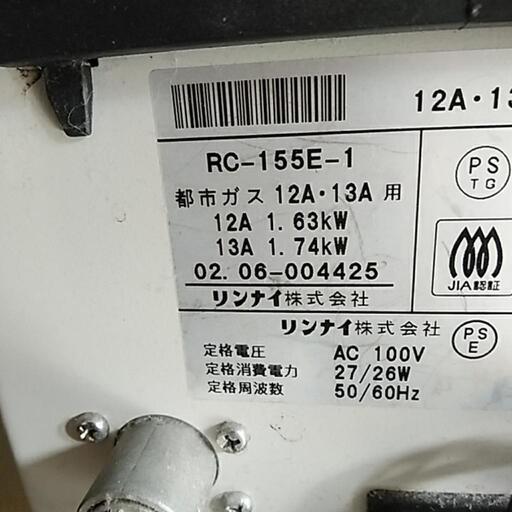 12A・13
RC-155E-1
都市ガス 12A・13A 用
12A 1.63kW
13A 1.74kW
02.06-004425
リンナイ株式会社
PS
TG
JIA認証
リンナイ株式会社
PS
E
定格電圧 AC 100V
定格消費電力 27/26W
定格周波数 50/60Hz